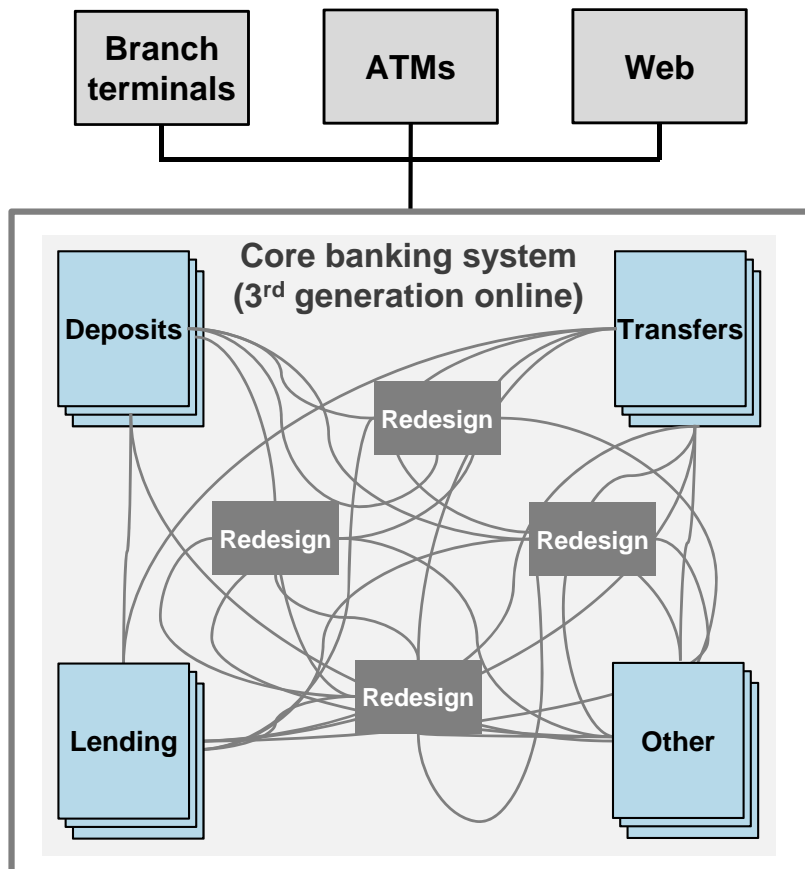 Branch
terminals
ATMs
Web
Core banking system
(3rd generation online)
Deposits
Transfers
Redesign
Redesign
Redesign
Redesign
Lending
Other